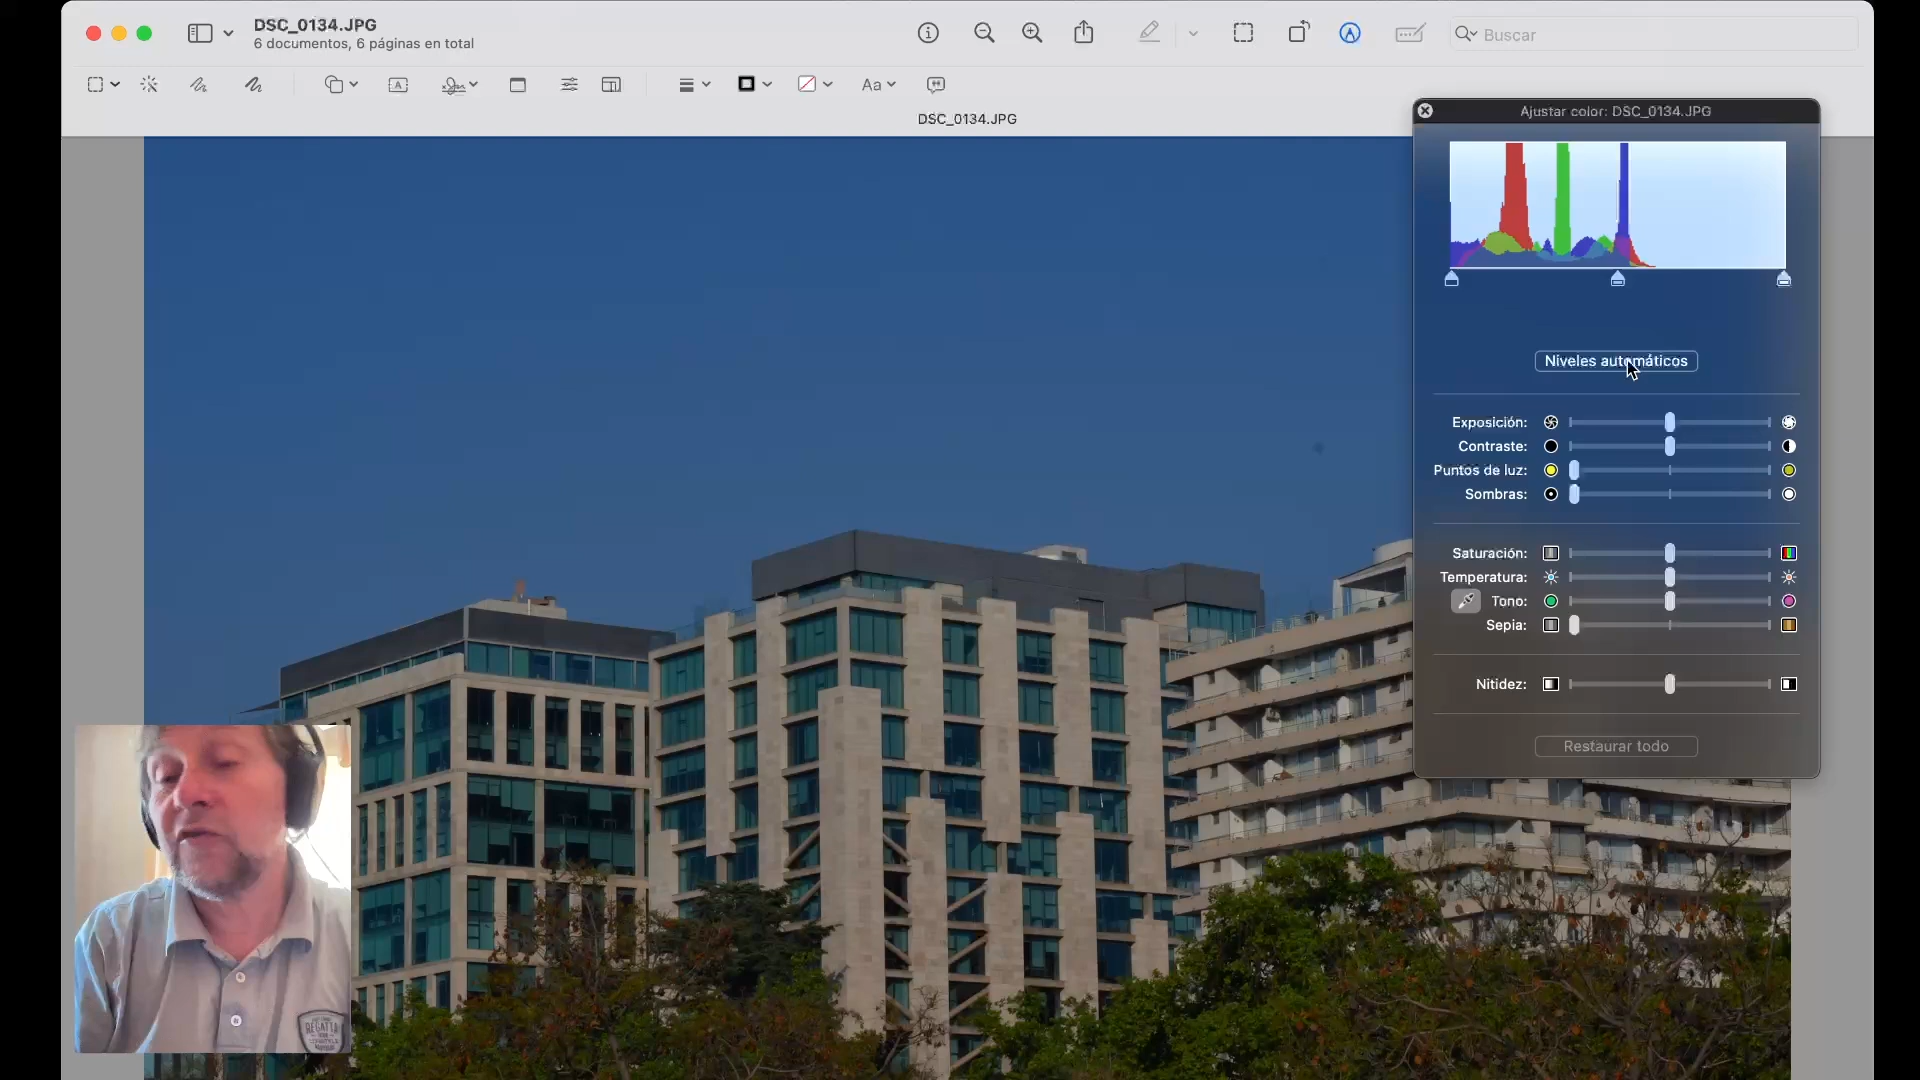 DSC_0134.JPG
6 documentos, 6 páginas en total
Buscar
Aa
DSC_0134.JPG
Ajustar color: DSC_0134.JPG
Niveles automáticos
Exposición:
Contraste:
Puntos de luz:
Sombras:
Saturación:
Temperatura:
Tono:
Sepia:
Nitidez:
Restaurar todo
REGATTA